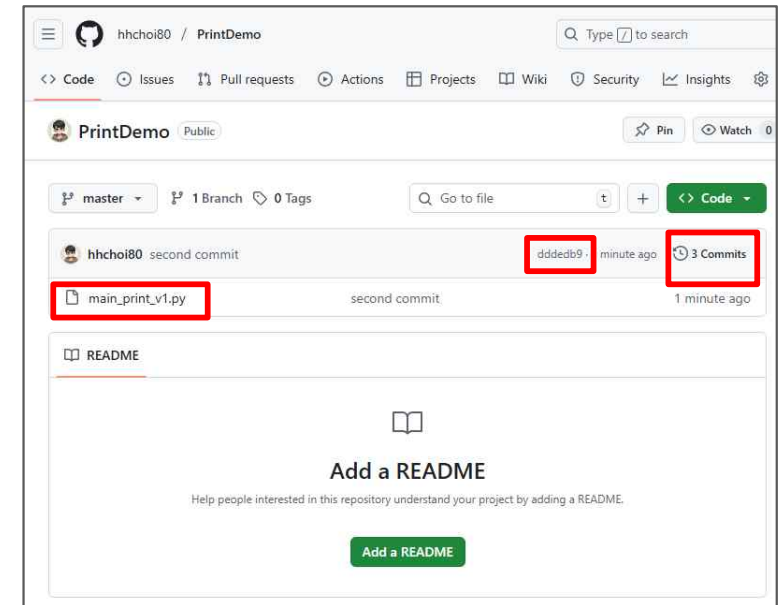 hhchoi80 / PrintDemo Type / to search
Code Issues Pull requests Actions Projects Wiki Security Insights
PrintDemo Public Pin Watch 0
master 1 Branch 0 Tags Go to file t + Code
hhchoi80 second commit dddedb9 · minute ago 3 Commits
main_print_v1.py second commit 1 minute ago
README
Add a README
Help people interested in this repository understand your project by adding a README.
Add a README